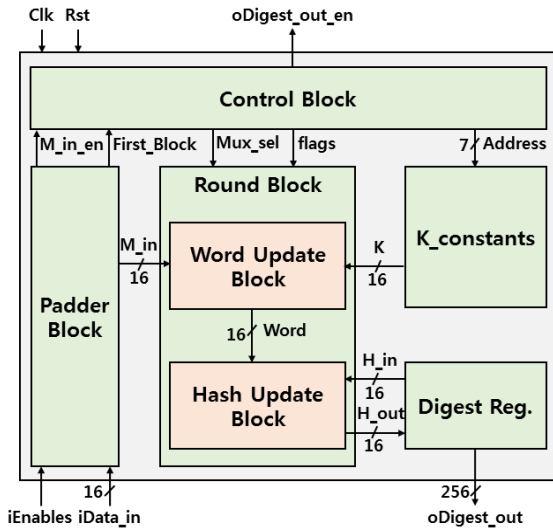 Clk Rst oDigest_out_en
Control Block
M_in_en First_Block Mux_sel flags 7 Address
Round Block
M_in
16
Word Update
Block
K
16
K_constants
Padder
Block
16 Word
Hash Update
Block
H_in
16
H_out
16
Digest Reg.
16 256
iEnables iData_in oDigest_out